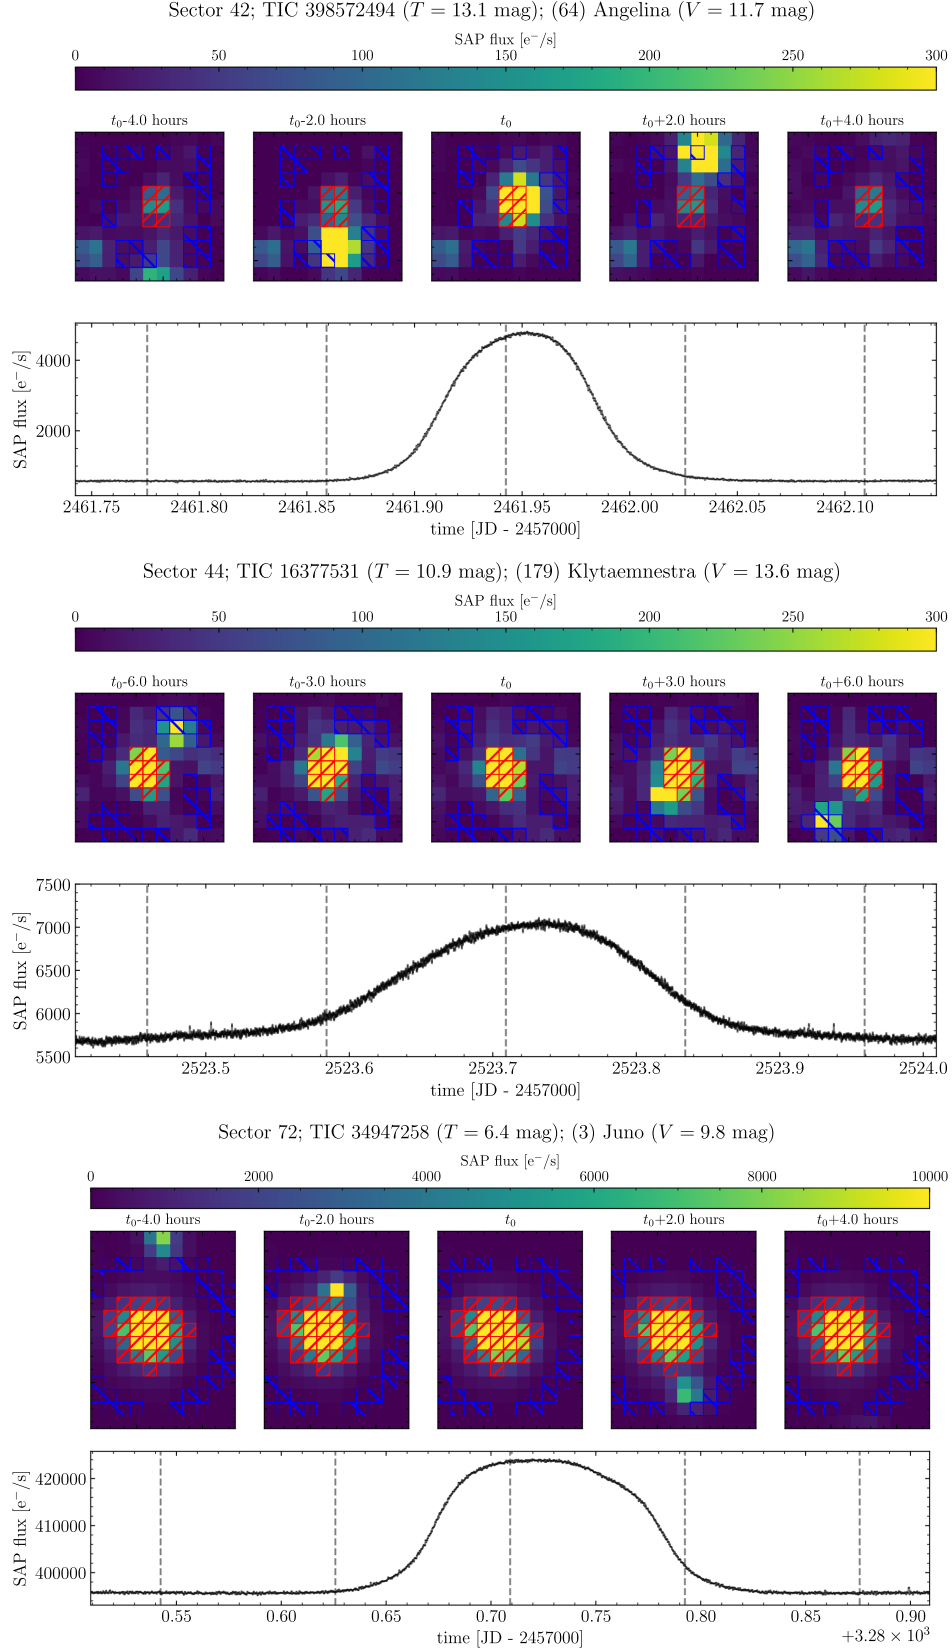 Sector 42; TIC 398572494 (T = 13.1 mag); (64) Angelina (V = 11.7 mag)
SAP flux [e⁻/s]
0 50 100 150 200 250 300
t₀-4.0 hours t₀-2.0 hours t₀ t₀+2.0 hours t₀+4.0 hours
SAP flux [e⁻/s]
4000
2000
2461.75 2461.80 2461.85 2461.90 2461.95 2462.00 2462.05 2462.10
time [JD - 2457000]
Sector 44; TIC 16377531 (T = 10.9 mag); (179) Klytaemnestra (V = 13.6 mag)
SAP flux [e⁻/s]
0 50 100 150 200 250 300
t₀-6.0 hours t₀-3.0 hours t₀ t₀+3.0 hours t₀+6.0 hours
SAP flux [e⁻/s]
7500
7000
6500
6000
5500
2523.5 2523.6 2523.7 2523.8 2523.9 2524.0
time [JD - 2457000]
Sector 72; TIC 34947258 (T = 6.4 mag); (3) Juno (V = 9.8 mag)
SAP flux [e⁻/s]
0 2000 4000 6000 8000 10000
t₀-4.0 hours t₀-2.0 hours t₀ t₀+2.0 hours t₀+4.0 hours
SAP flux [e⁻/s]
420000
410000
400000
0.55 0.60 0.65 0.70 0.75 0.80 0.85 0.90
+3.28 × 10³
time [JD - 2457000]